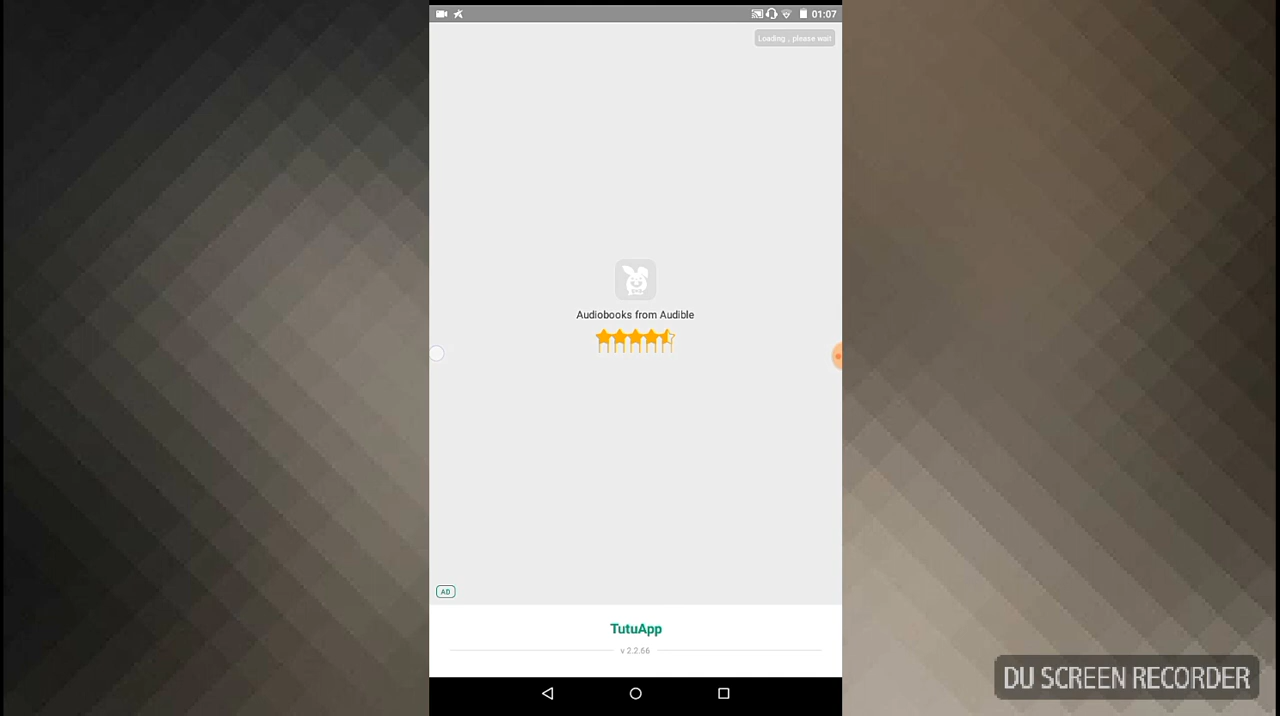 01:07
Loading , please wait
Audiobooks from Audible
AD
TutuApp
v 2.2.66
DU SCREEN RECORDER